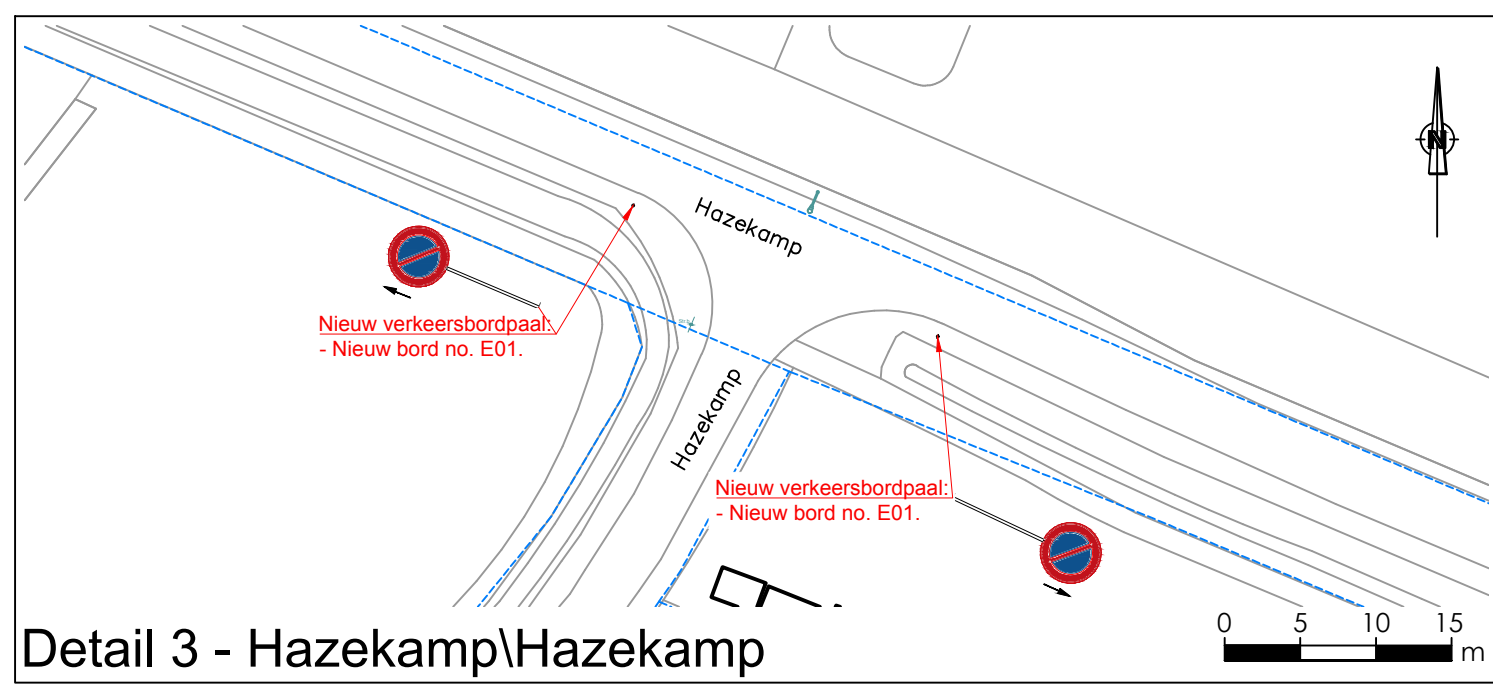 N
Hazekamp
Nieuw verkeersbordpaal:
- Nieuw bord no. E01.
Hazekamp
Nieuw verkeersbordpaal:
- Nieuw bord no. E01.
Detail 3 - Hazekamp\Hazekamp
0 5 10 15
m